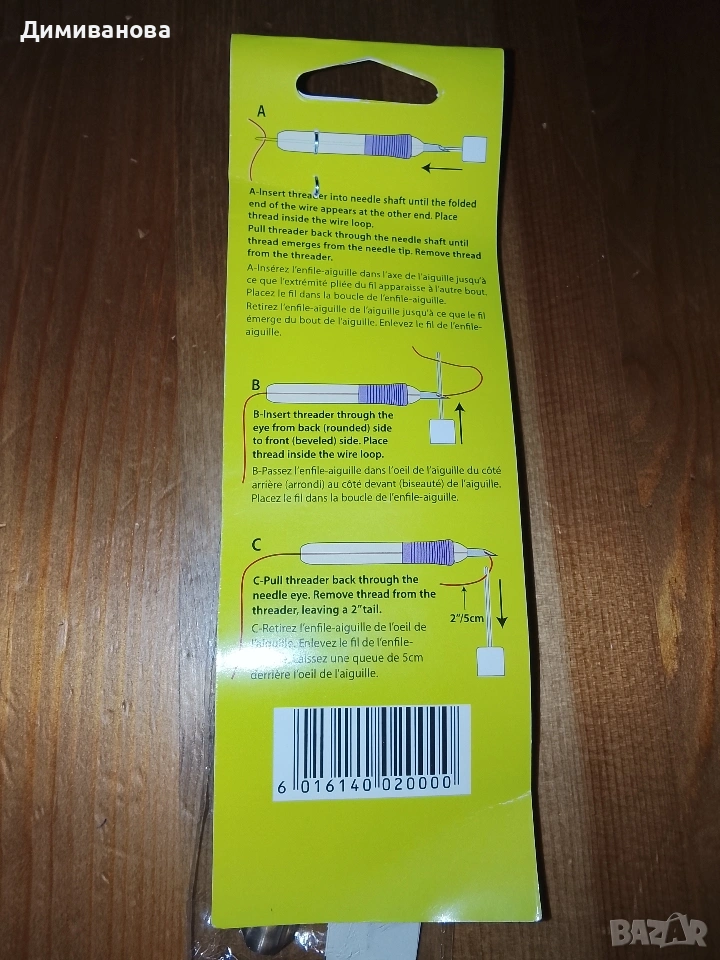 Димиванова
A
A-Insert threader into needle shaft until the folded
end of the wire appears at the other end. Place
thread inside the wire loop.
Pull threader back through the needle shaft until
thread emerges from the needle tip. Remove thread
from the threader.
A-Insérez l'enfile-aiguille dans l'axe de l'aiguille jusqu'à
ce que l'extrémité pliée du fil apparaisse à l'autre bout.
Placez le fil dans la boucle de l'enfile-aiguille.
Retirez l'enfile-aiguille de l'aiguille jusqu'à ce que le fil
émerge du bout de l'aiguille. Enlevez le fil de l'enfile-
aiguille.
B
B-Insert threader through the
eye from back (rounded) side
to front (beveled) side. Place
thread inside the wire loop.
B-Passez l'enfile-aiguille dans l'oeil de l'aiguille du côté
arrière (arrondi) au côté devant (biseauté) de l'aiguille.
Placez le fil dans la boucle de l'enfile-aiguille.
C
C-Pull threader back through the
needle eye. Remove thread from the
threader, leaving a 2" tail.
2"/5cm
C-Retirez l'enfile-aiguille de l'oeil de
l'aiguille. Enlevez le fil de l'enfile-
Laissez une queue de 5cm
derrière l'oeil de l'aiguille.
6 016140 020000
BAZAR